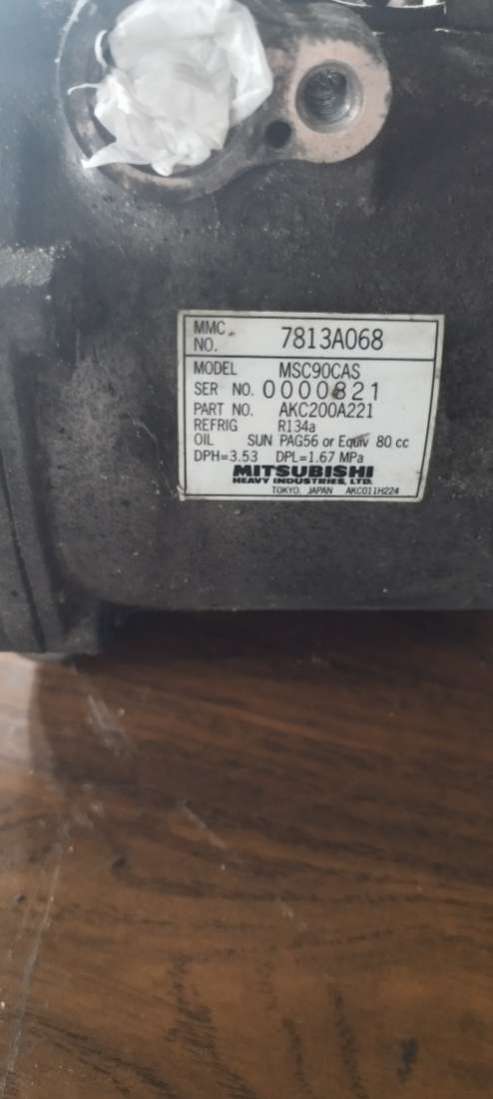 MMC.
NO. 7813A068
MODEL MSC90CAS
SER NO. 0000821
PART NO. AKC200A221
REFRIG R134a
OIL SUN PAG56 or Equiv 80 cc
DPH=3.53 DPL=1.67 MPa
MITSUBISHI
HEAVY INDUSTRIES, LTD.
TOKYO, JAPAN AKC011H224